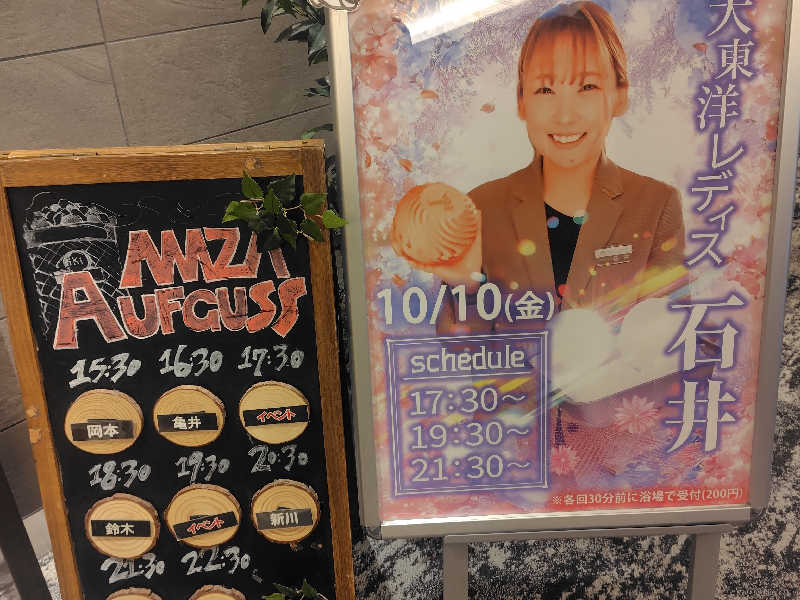 AMAZA
AUFGUSS
15:30 16:30 17:30
岡本 亀井 イベント
18:30 19:30 20:30
鈴木 イベント 新川
21:30 22:30
大東洋レディス
石井
10/10(金)
schedule
17:30～
19:30～
21:30～
※各回30分前に浴場で受付(200円)